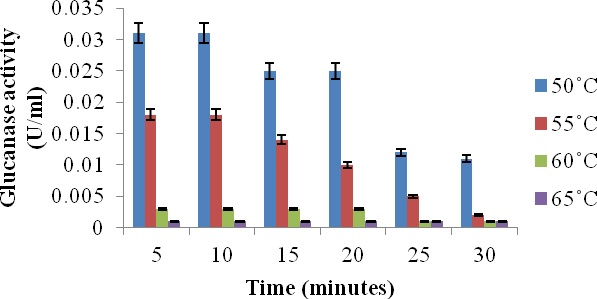 Glucanase activity
(U/ml)
0.035
0.03
0.025
0.02
0.015
0.01
0.005
0
5 10 15 20 25 30
Time (minutes)
50˚C
55˚C
60˚C
65˚C